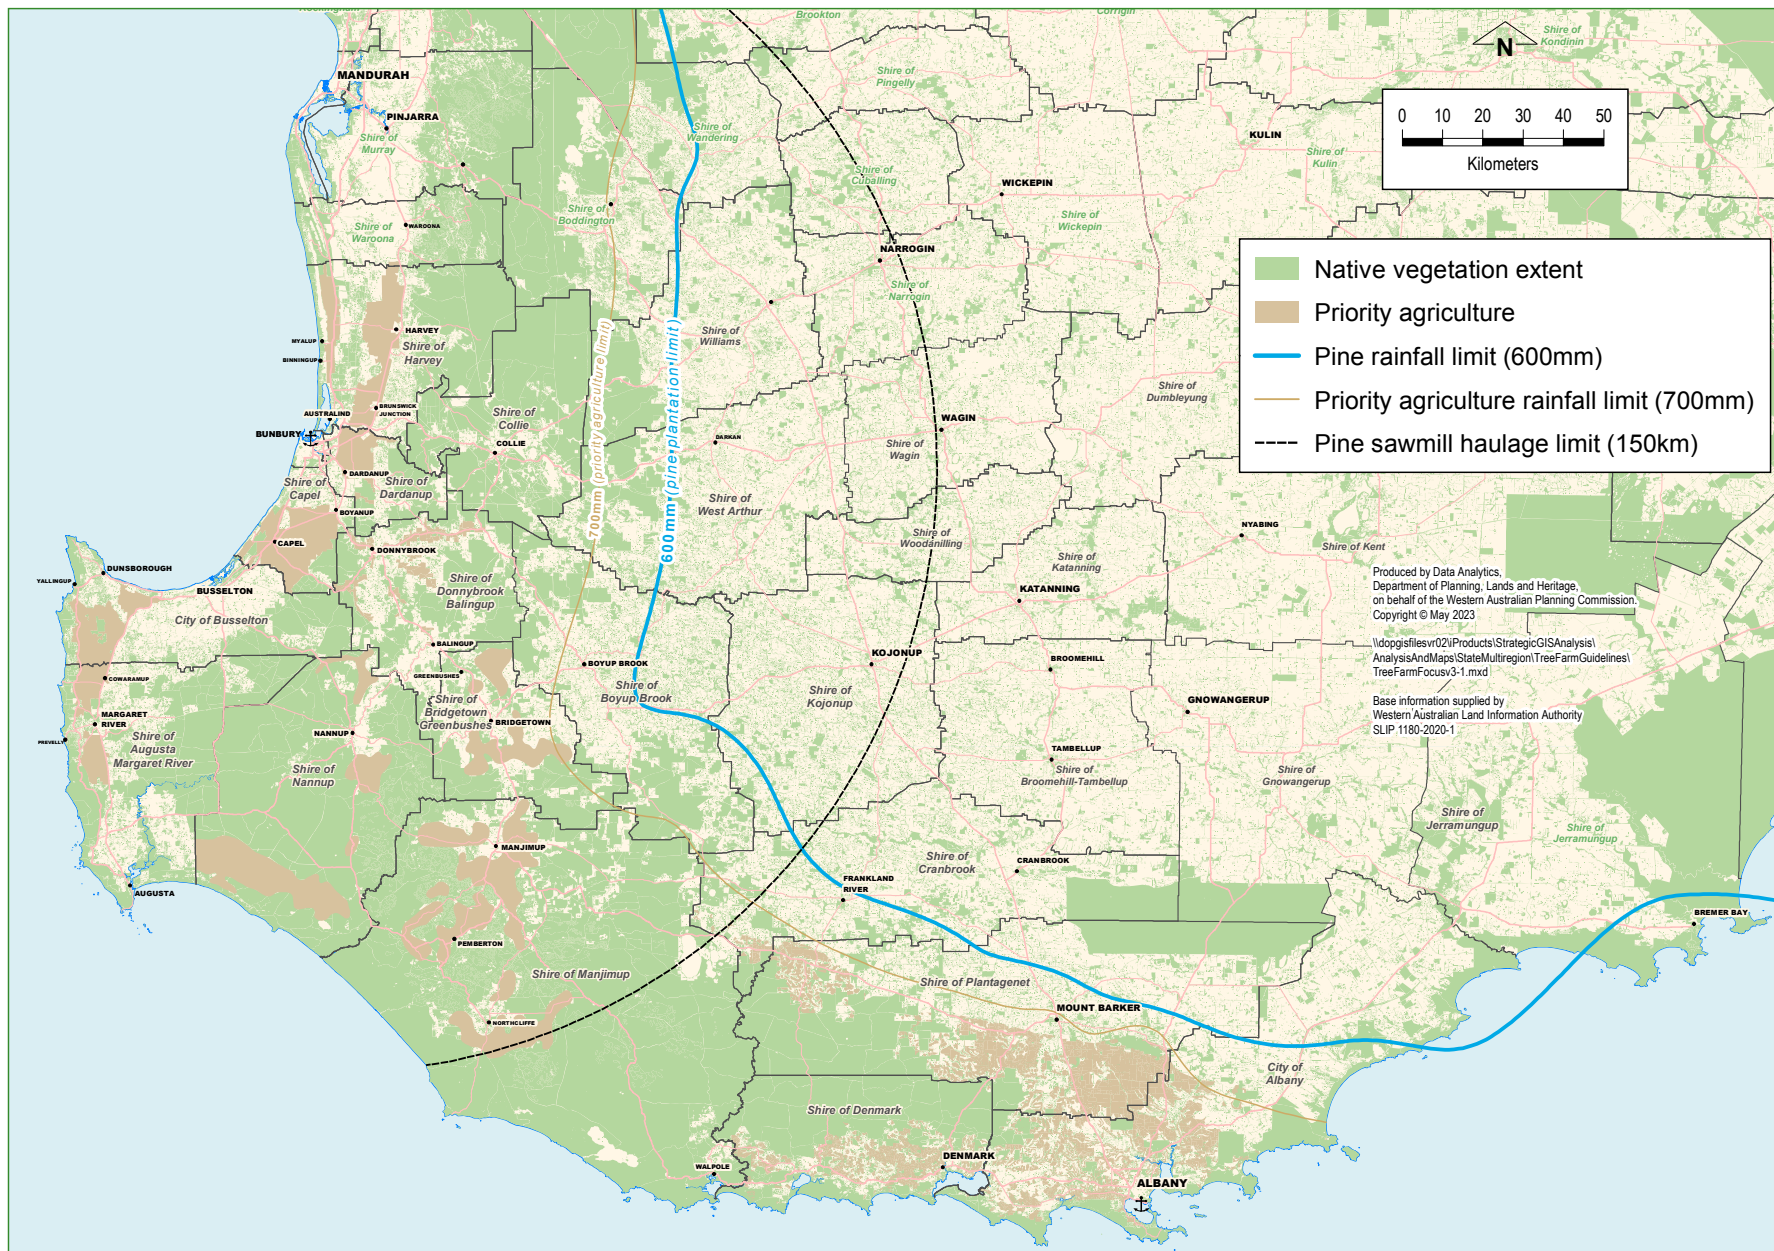 Rockingham
Brookton
Corrigin
Shire of
Kondinin
N
MANDURAH
Shire of
Pingelly
0 10 20 30 40 50
Kilometers
PINJARRA
Shire of
Murray
Shire of
Wandering
KULIN
Shire of
Kulin
Shire of
Cuballing
WICKEPIN
Shire of
Boddington
Shire of
Wickepin
Shire of
Waroona
WAROONA
NARROGIN
Shire of
Narrogin
Native vegetation extent
Priority agriculture
Pine rainfall limit (600mm)
Priority agriculture rainfall limit (700mm)
Pine sawmill haulage limit (150km)
HARVEY
Shire of
Harvey
MYALUP
BINNINGUP
Shire of
Williams
700mm (priority agriculture limit)
600mm (pine plantation limit)
Shire of
Dumbleyung
AUSTRALIND
BRUNSWICK
JUNCTION
Shire of
Collie
COLLIE
BUNBURY
WAGIN
DARKAN
Shire of
Wagin
DARDANUP
Shire of
Capel
Shire of
Dardanup
Shire of
West Arthur
BOYANUP
CAPEL
DONNYBROOK
Shire of
Woodanilling
NYABING
Shire of Kent
Shire of
Katanning
KATANNING
DUNSBOROUGH
YALLINGUP
BUSSELTON
City of Busselton
Shire of
Donnybrook
Balingup
Produced by Data Analytics,
Department of Planning, Lands and Heritage,
on behalf of the Western Australian Planning Commission.
Copyright © May 2023
\\dopgisfilesvr02\iProducts\StrategicGISAnalysis\
AnalysisAndMaps\StateMultiregion\TreeFarmGuidelines\
TreeFarmFocusv3-1.mxd
Base information supplied by
Western Australian Land Information Authority
SLIP 1180-2020-1
BALINGUP
GREENBUSHES
BOYUP BROOK
Shire of
Boyup Brook
KOJONUP
Shire of
Kojonup
BROOMEHILL
COWARAMUP
Shire of
Bridgetown
Greenbushes
BRIDGETOWN
GNOWANGERUP
MARGARET
RIVER
PREVELLY
Shire of
Augusta
Margaret River
NANNUP
Shire of
Nannup
TAMBELLUP
Shire of
Broomehill-Tambellup
Shire of
Gnowangerup
Shire of
Jerramungup
Shire of
Jerramungup
MANJIMUP
Shire of
Cranbrook
CRANBROOK
FRANKLAND
RIVER
AUGUSTA
BREMER BAY
PEMBERTON
Shire of Manjimup
Shire of Plantagenet
MOUNT BARKER
NORTHCLIFFE
City of
Albany
Shire of Denmark
WALPOLE
DENMARK
ALBANY